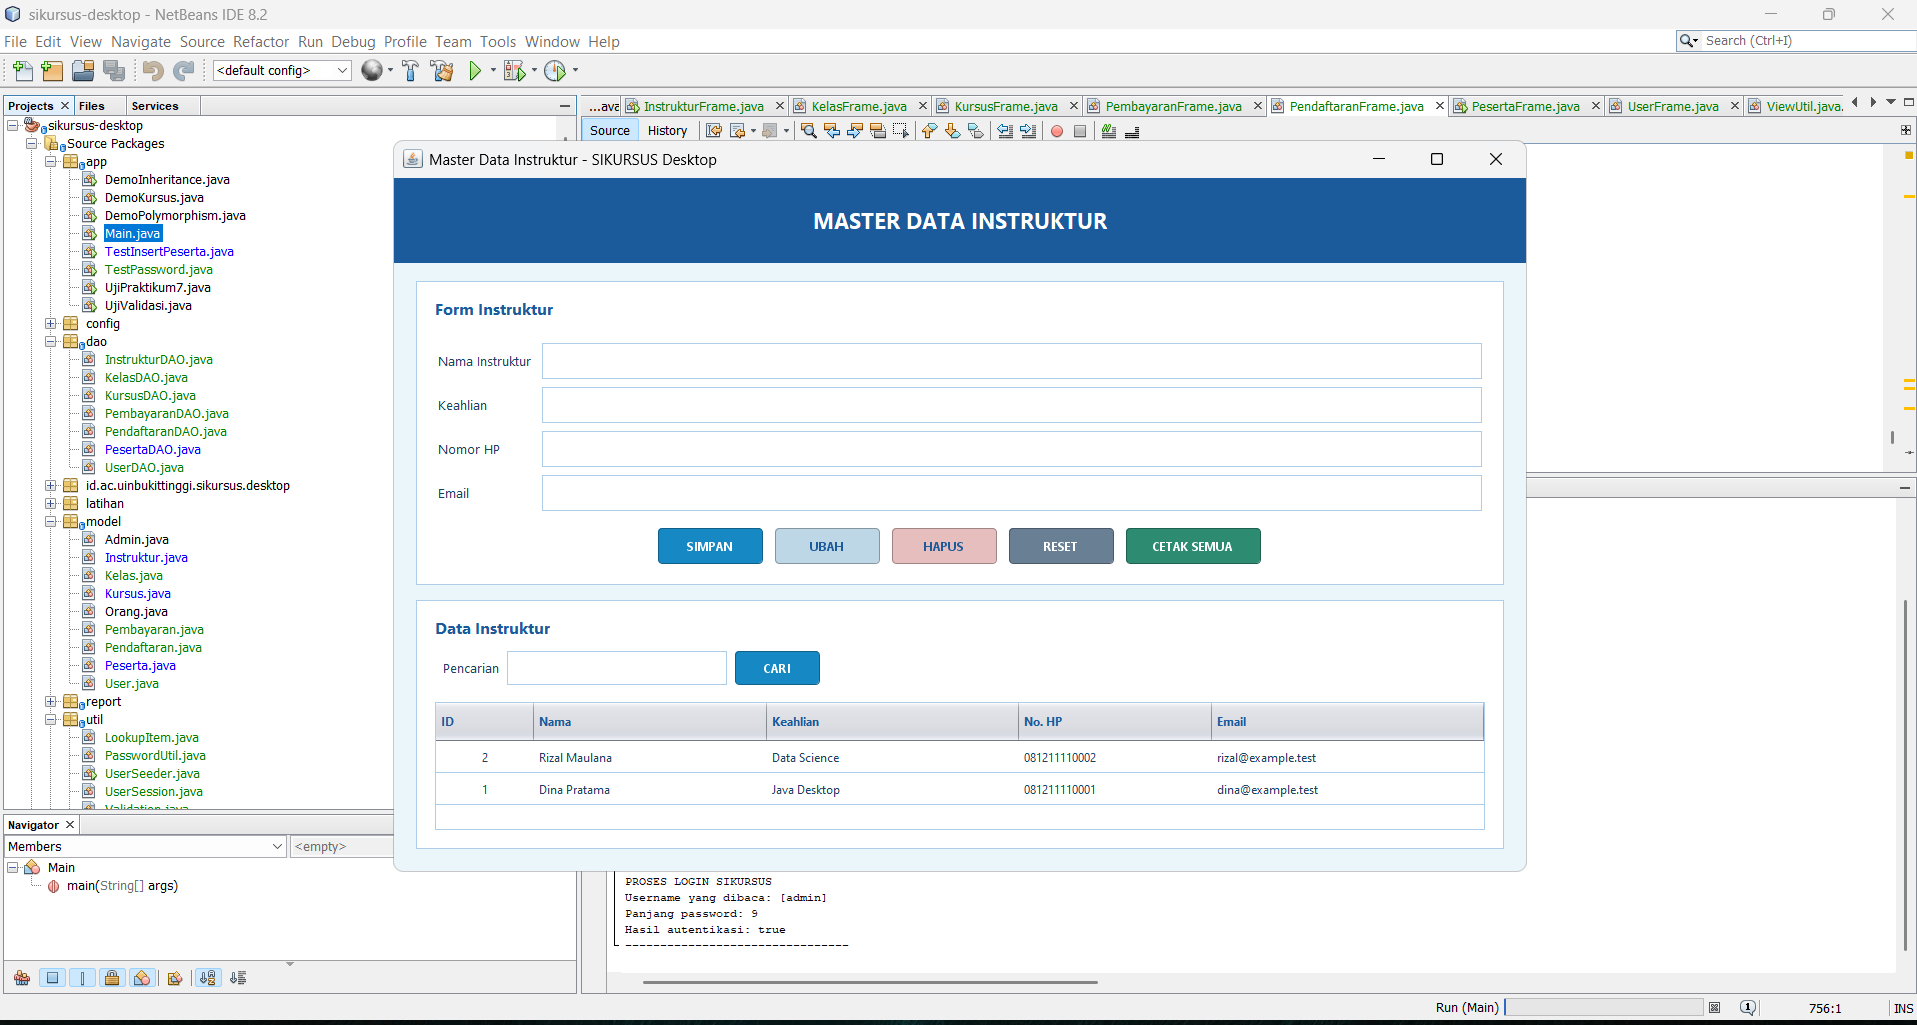 sikursus-desktop - NetBeans IDE 8.2
File Edit View Navigate Source Refactor Run Debug Profile Team Tools Window Help
Search (Ctrl+I)
<default config>
Projects Files Services
sikursus-desktop
Source Packages
app
DemoInheritance.java
DemoKursus.java
DemoPolymorphism.java
Main.java
TestInsertPeserta.java
TestPassword.java
UjiPraktikum7.java
UjiValidasi.java
config
dao
InstrukturDAO.java
KelasDAO.java
KursusDAO.java
PembayaranDAO.java
PendaftaranDAO.java
PesertaDAO.java
UserDAO.java
id.ac.uinbukittinggi.sikursus.desktop
latihan
model
Admin.java
Instruktur.java
Kelas.java
Kursus.java
Orang.java
Pembayaran.java
Pendaftaran.java
Peserta.java
User.java
report
util
LookupItem.java
PasswordUtil.java
UserSeeder.java
UserSession.java
Validation.java
Navigator
Members
<empty>
Main
main(String[] args)
...ava InstrukturFrame.java KelasFrame.java KursusFrame.java PembayaranFrame.java PendaftaranFrame.java PesertaFrame.java UserFrame.java ViewUtil.java
Source History
Master Data Instruktur - SIKURSUS Desktop
MASTER DATA INSTRUKTUR
Form Instruktur
Nama Instruktur
Keahlian
Nomor HP
Email
SIMPAN UBAH HAPUS RESET CETAK SEMUA
Data Instruktur
Pencarian CARI
ID Nama Keahlian No. HP Email
2 Rizal Maulana Data Science 081211110002 rizal@example.test
1 Dina Pratama Java Desktop 081211110001 dina@example.test
PROSES LOGIN SIKURSUS
Username yang dibaca: [admin]
Panjang password: 9
Hasil autentikasi: true
--------------------------------
Run (Main)
1
756:1
INS